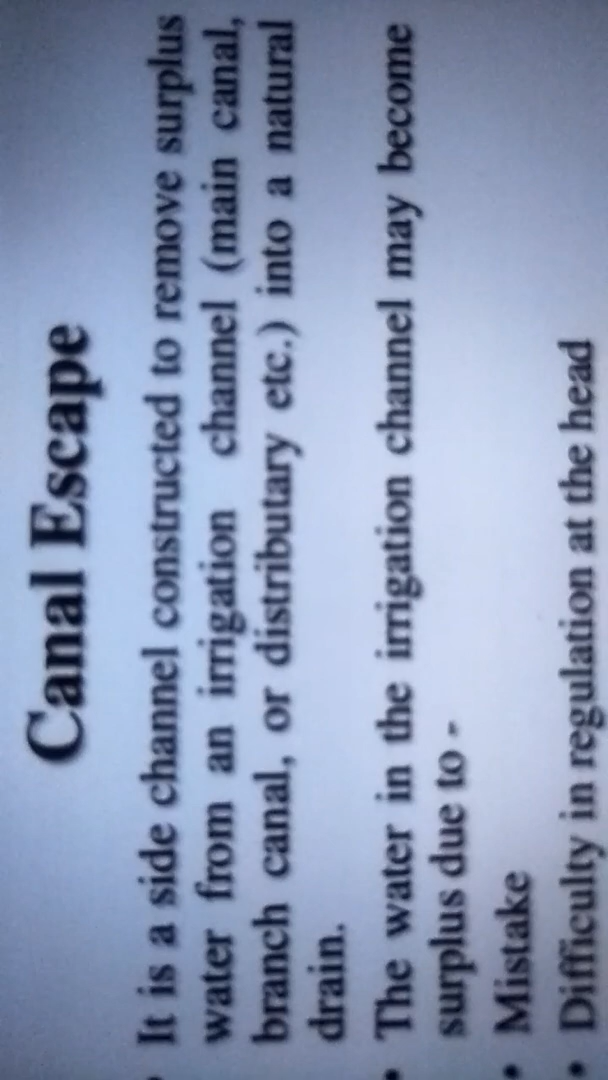 Canal Escape
• It is a side channel constructed to remove surplus
water from an irrigation channel (main canal,
branch canal, or distributary etc.) into a natural
drain.
• The water in the irrigation channel may become
surplus due to -
• Mistake
• Difficulty in regulation at the head